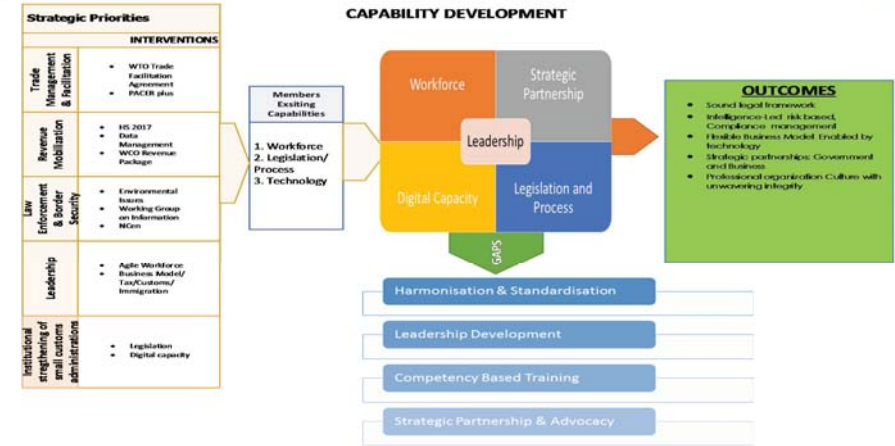 CAPABILITY DEVELOPMENT
Strategic Priorities
INTERVENTIONS
Trade
Management
& Facilitation
• WTO Trade
Facilitation
Agreement
• PACER plus
Revenue
Mobilization
• HS 2017
• Data
Management
• WCO Revenue
Package
Law
Enforcement
& Border
Security
• Environmental
Issues
• Working Group
on Information
• NCen
Leadership
• Agile Workforce
• Business Model/
Tax/Customs/
Immigration
Institutional
stregthening of
small customs
administrations
• Legislation
• Digital capacity
Members
Exsiting
Capabilities
1. Workforce
2. Legislation/
Process
3. Technology
Workforce
Strategic
Partnership
Leadership
Digital Capacity
Legislation and
Process
GAPS
Harmonisation & Standardisation
Leadership Development
Competency Based Training
Strategic Partnership & Advocacy
OUTCOMES
• Sound legal framework
• Intelligence-Led risk based,
Compliance management
• Flexible Business Model Enabled by
technology
• Strategic partnerships: Government
and Business
• Professional organization Culture with
unwavering integrity